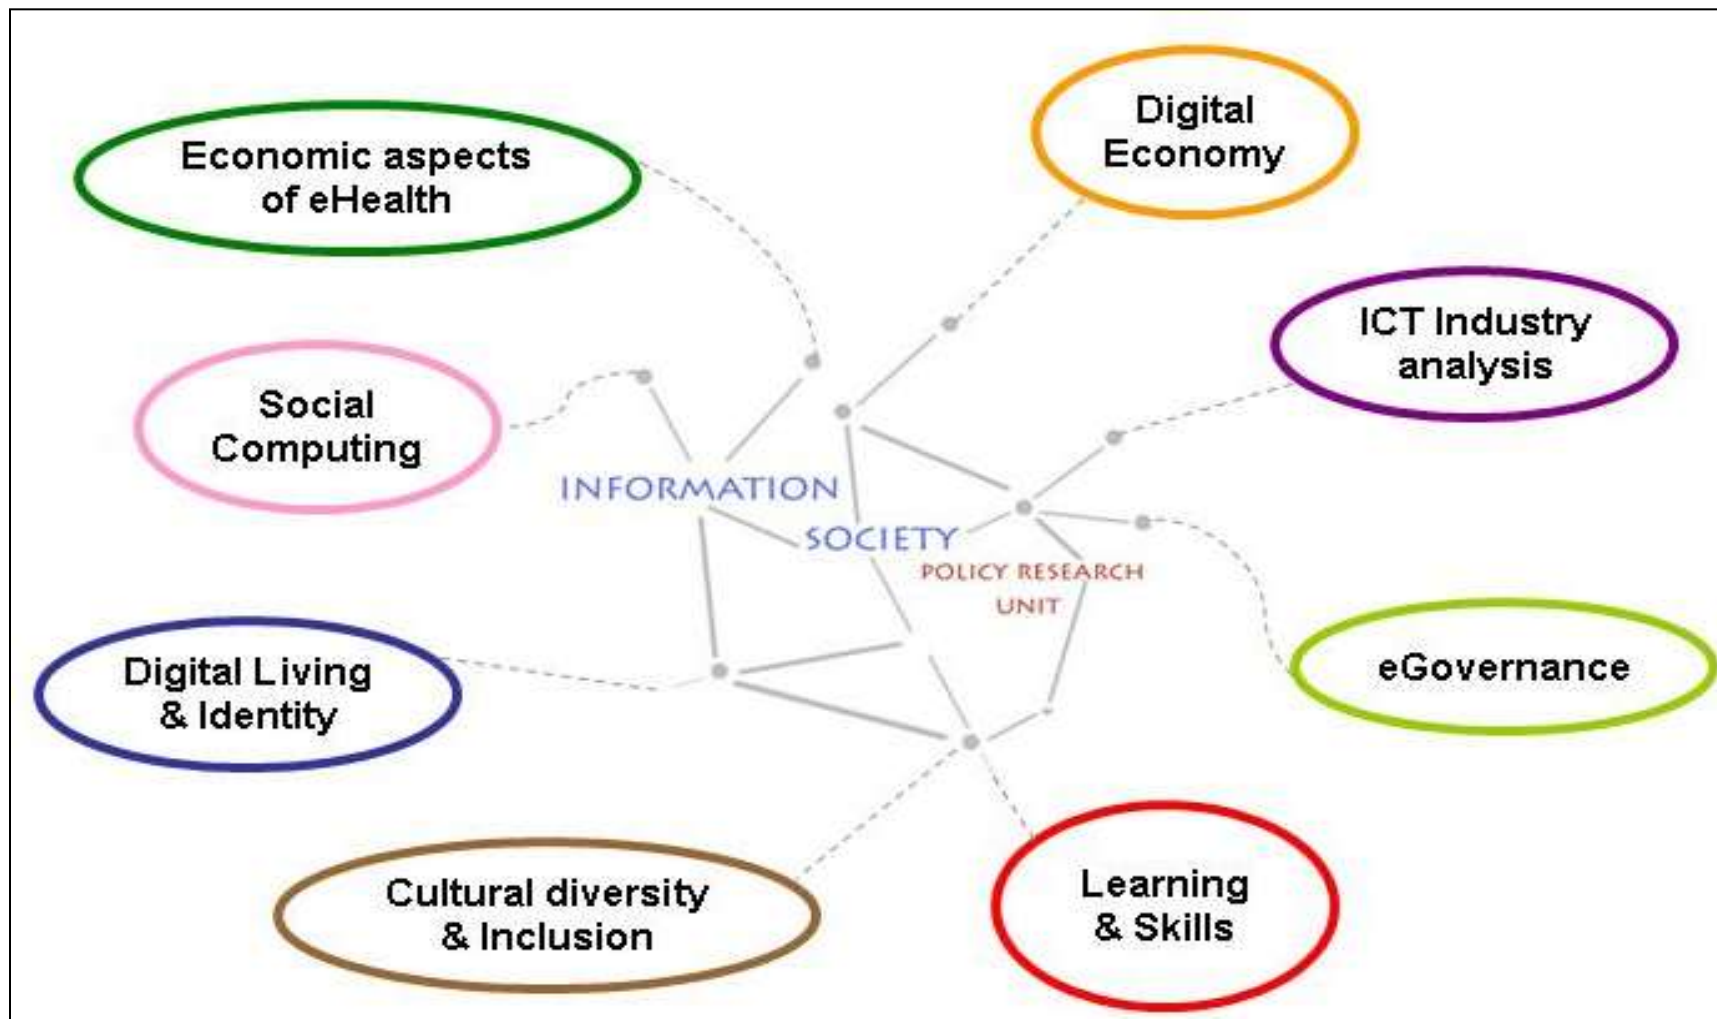 Economic aspects
of eHealth
Digital
Economy
ICT Industry
analysis
Social
Computing
INFORMATION
SOCIETY
POLICY RESEARCH
UNIT
Digital Living
& Identity
eGovernance
Cultural diversity
& Inclusion
Learning
& Skills